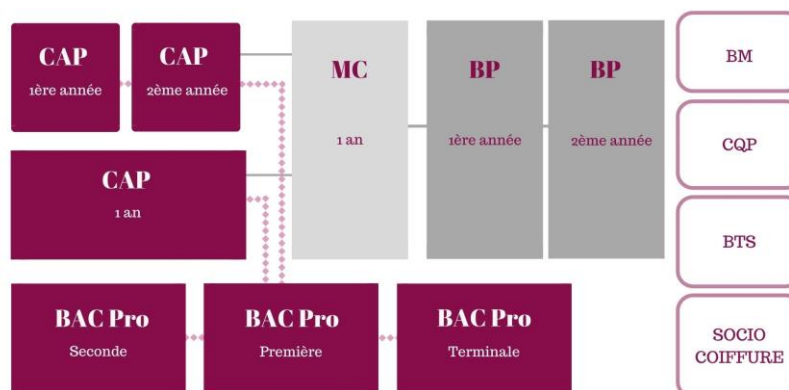 CAP
1ère année
CAP
2ème année
MC
1 an
BP
1ère année
BP
2ème année
CAP
1 an
BAC Pro
Seconde
BAC Pro
Première
BAC Pro
Terminale
BM
CQP
BTS
SOCIO
COIFFURE